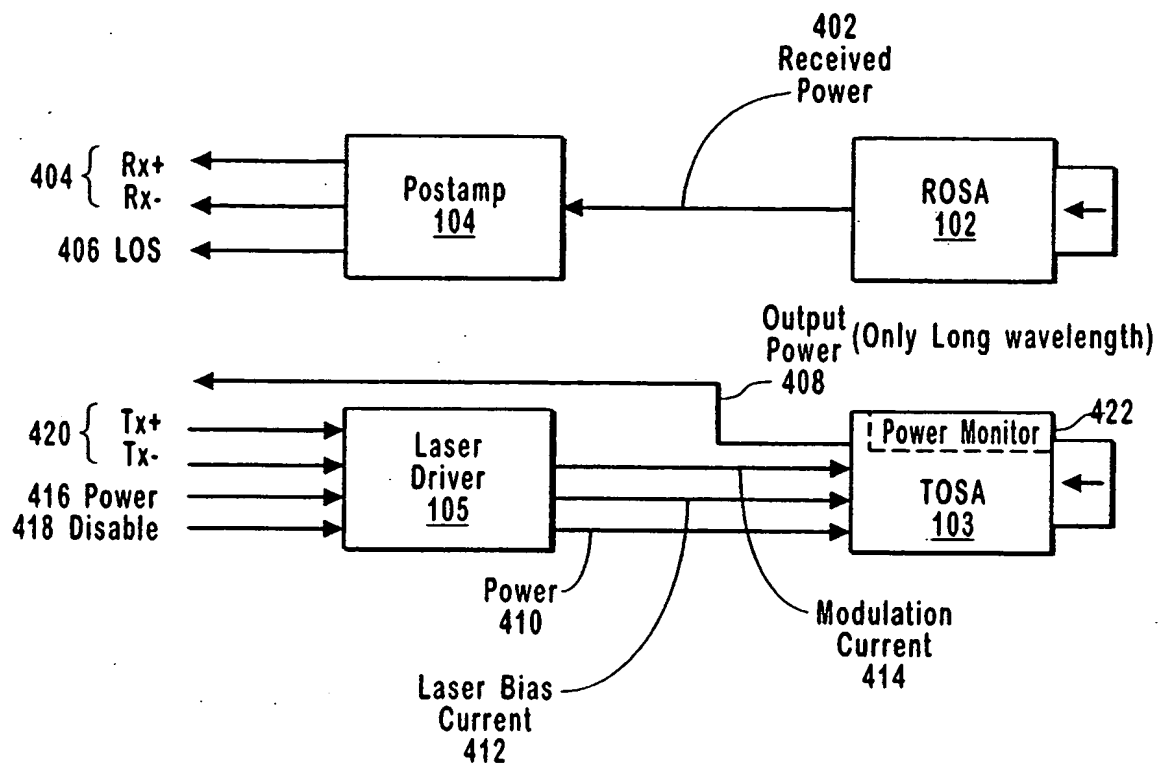 402
Received
Power
404 { Rx+
Rx-
406 LOS
Postamp
104
ROSA
102
Output
Power
408
(Only Long wavelength)
420 { Tx+
Tx-
416 Power
418 Disable
Laser
Driver
105
Power Monitor
422
TOSA
103
Power
410
Modulation
Current
414
Laser Bias
Current
412